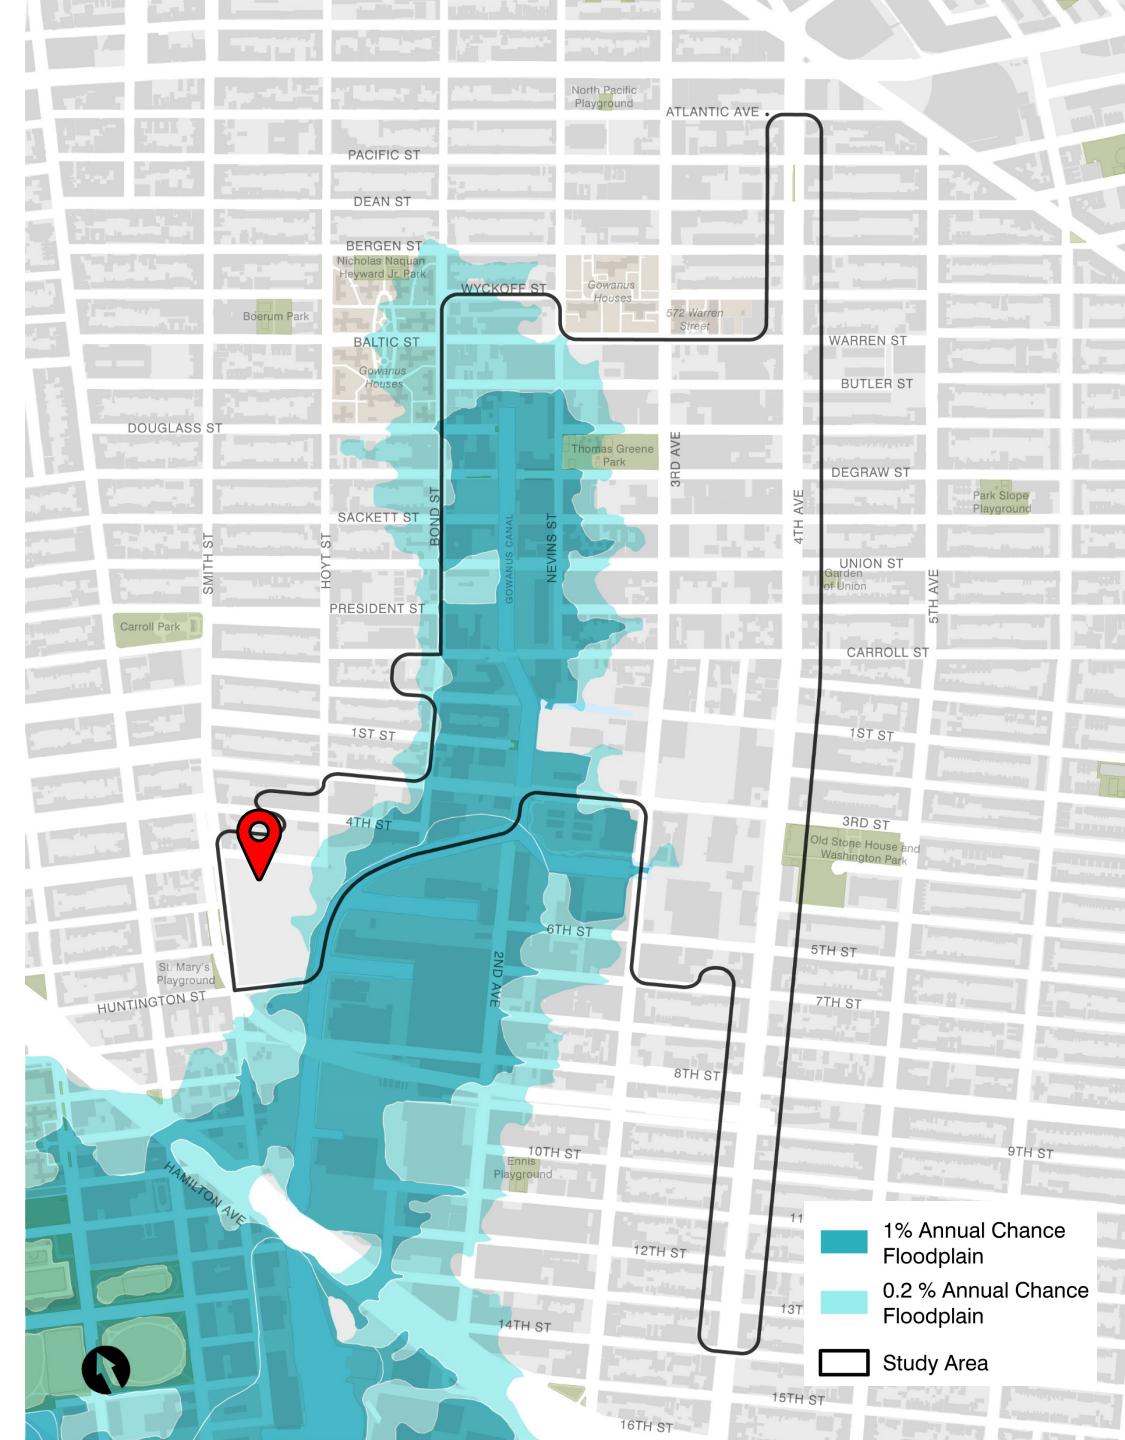 North Pacific
Playground
ATLANTIC AVE
PACIFIC ST
DEAN ST
BERGEN ST
Nicholas Naquan
Heyward Jr. Park
WYCKOFF ST
Gowanus
Houses
Boerum Park
572 Warren
Street
BALTIC ST
WARREN ST
Gowanus
Houses
BUTLER ST
DOUGLASS ST
Thomas Greene
Park
3RD AVE
DEGRAW ST
Park Slope
Playground
SACKETT ST
BOND ST
GOWANUS CANAL
NEVINS ST
4TH AVE
SMITH ST
HOYT ST
UNION ST
Garden
of Union
5TH AVE
PRESIDENT ST
Carroll Park
CARROLL ST
1ST ST
1ST ST
4TH ST
3RD ST
Old Stone House and
Washington Park
6TH ST
5TH ST
St. Mary's
Playground
2ND AVE
HUNTINGTON ST
7TH ST
8TH ST
10TH ST
9TH ST
Ennis
Playground
HAMILTON AVE
11
12TH ST
13T
14TH ST
15TH ST
16TH ST
1% Annual Chance
Floodplain
0.2 % Annual Chance
Floodplain
Study Area